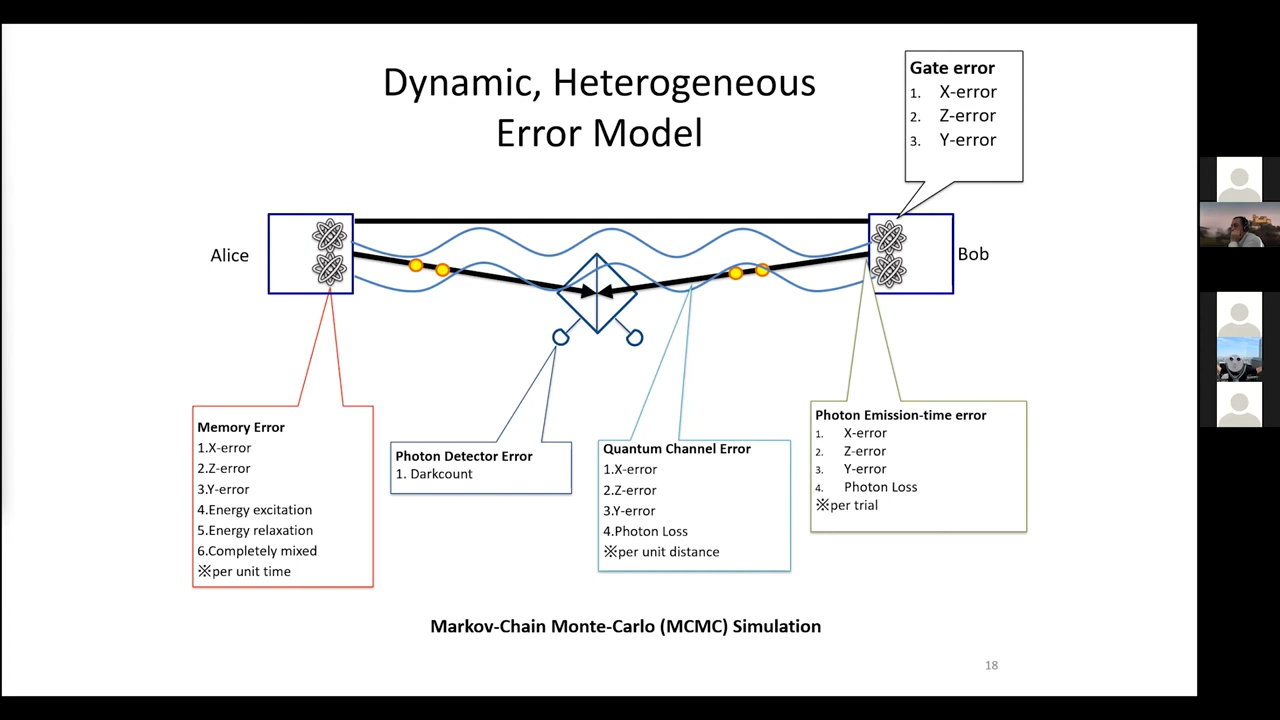 Dynamic, Heterogeneous
Error Model
Gate error
1. X-error
2. Z-error
3. Y-error
Alice
Bob
Memory Error
1.X-error
2.Z-error
3.Y-error
4.Energy excitation
5.Energy relaxation
6.Completely mixed
※per unit time
Photon Detector Error
1. Darkcount
Quantum Channel Error
1.X-error
2.Z-error
3.Y-error
4.Photon Loss
※per unit distance
Photon Emission-time error
1. X-error
2. Z-error
3. Y-error
4. Photon Loss
※per trial
Markov-Chain Monte-Carlo (MCMC) Simulation
18